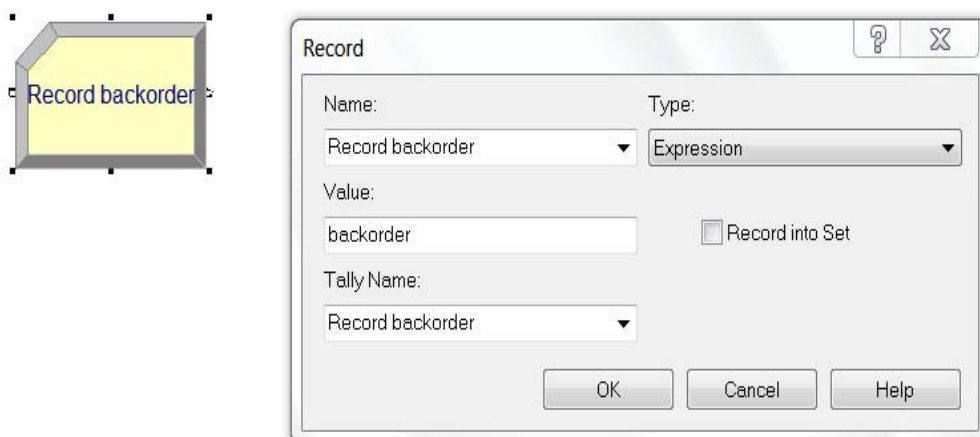 Record backorder
Record
Name:
Type:
Record backorder
Expression
Value:
backorder
Record into Set
Tally Name:
Record backorder
OK
Cancel
Help